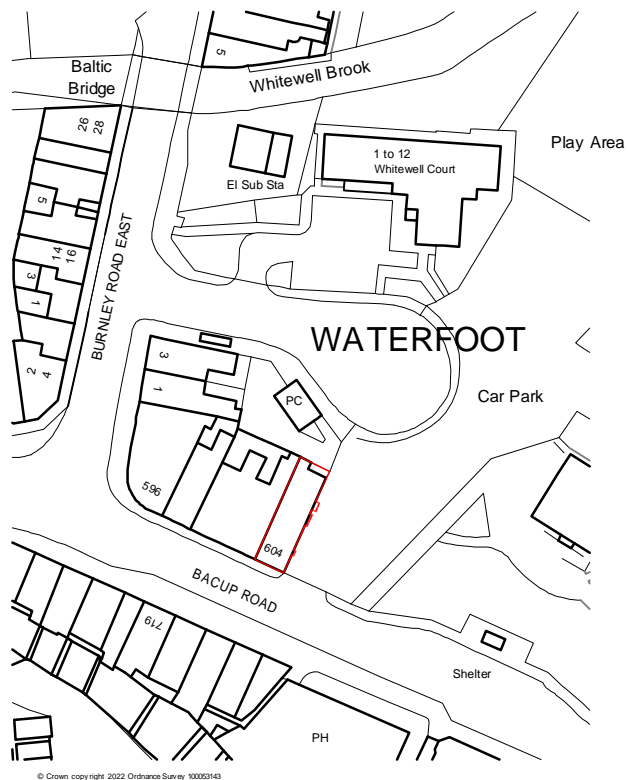 5
Baltic
Bridge
Whitewell Brook
26
28
El Sub Sta
1 to 12
Whitewell Court
Play Area
5
14
16
3
1
2
4
BURNLEY ROAD EAST
WATERFOOT
3
1
PC
Car Park
596
604
BACUP ROAD
719
Shelter
PH
© Crown copyright 2022 Ordnance Survey 100053143